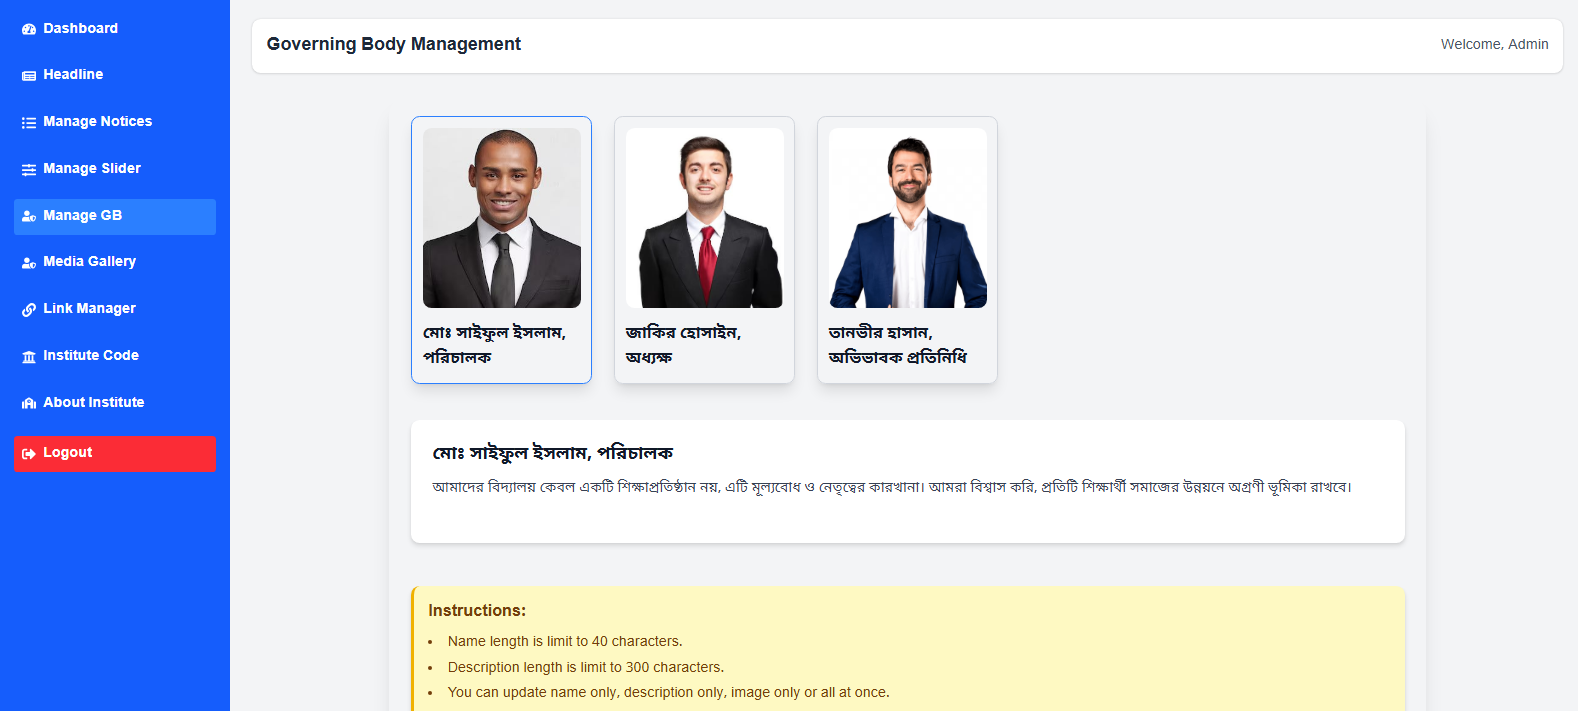 Dashboard
Headline
Manage Notices
Manage Slider
Manage GB
Media Gallery
Link Manager
Institute Code
About Institute
Logout
Governing Body Management
Welcome, Admin
মোঃ সাইফুল ইসলাম,
পরিচালক
জাকির হোসাইন,
অধ্যক্ষ
তানভীর হাসান,
অভিভাবক প্রতিনিধি
মোঃ সাইফুল ইসলাম, পরিচালক
আমাদের বিদ্যালয় কেবল একটি শিক্ষাপ্রতিষ্ঠান নয়, এটি মূল্যবোধ ও নেতৃত্বের কারখানা। আমরা বিশ্বাস করি, প্রতিটি শিক্ষার্থী সমাজের উন্নয়নে অগ্রণী ভূমিকা রাখবে।
Instructions:
• Name length is limit to 40 characters.
• Description length is limit to 300 characters.
• You can update name only, description only, image only or all at once.